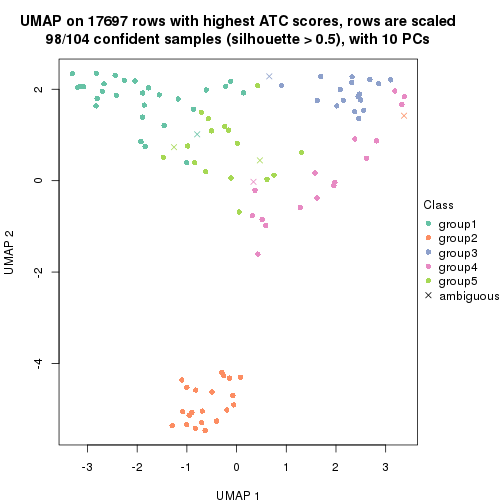 UMAP on 17697 rows with highest ATC scores, rows are scaled
98/104 confident samples (silhouette > 0.5), with 10 PCs
2
0
-2
-4
UMAP 2
-3
-2
-1
0
1
2
3
UMAP 1
Class
group1
group2
group3
group4
group5
ambiguous